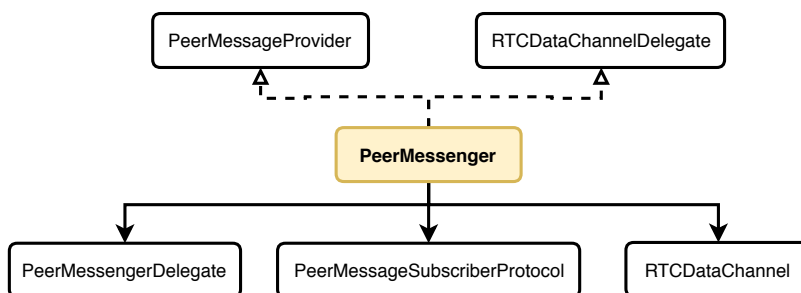 PeerMessageProvider
RTCDataChannelDelegate
PeerMessenger
PeerMessengerDelegate
PeerMessageSubscriberProtocol
RTCDataChannel